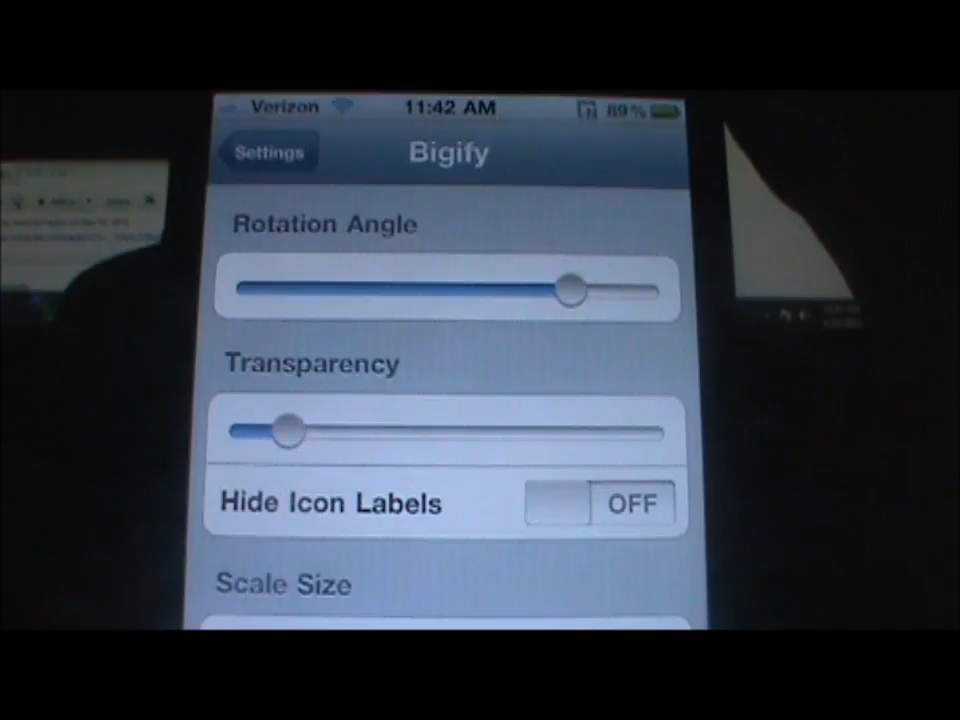 Verizon 11:42 AM 89%
Settings Bigify
Rotation Angle
Transparency
Hide Icon Labels OFF
Scale Size